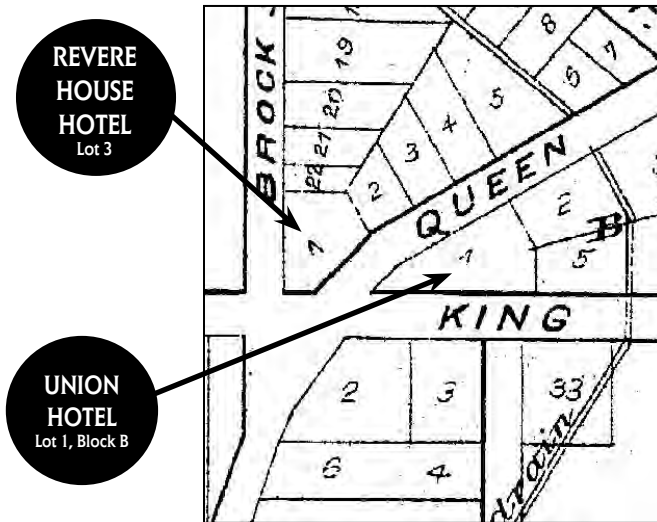 REVERE
HOUSE
HOTEL
Lot 3
UNION
HOTEL
Lot 1, Block B
BROCK
19
20
21
22
1
2
3
4
5
8
6
7
QUEEN
1
2
B
5
KING
2
3
33
6
4
drain